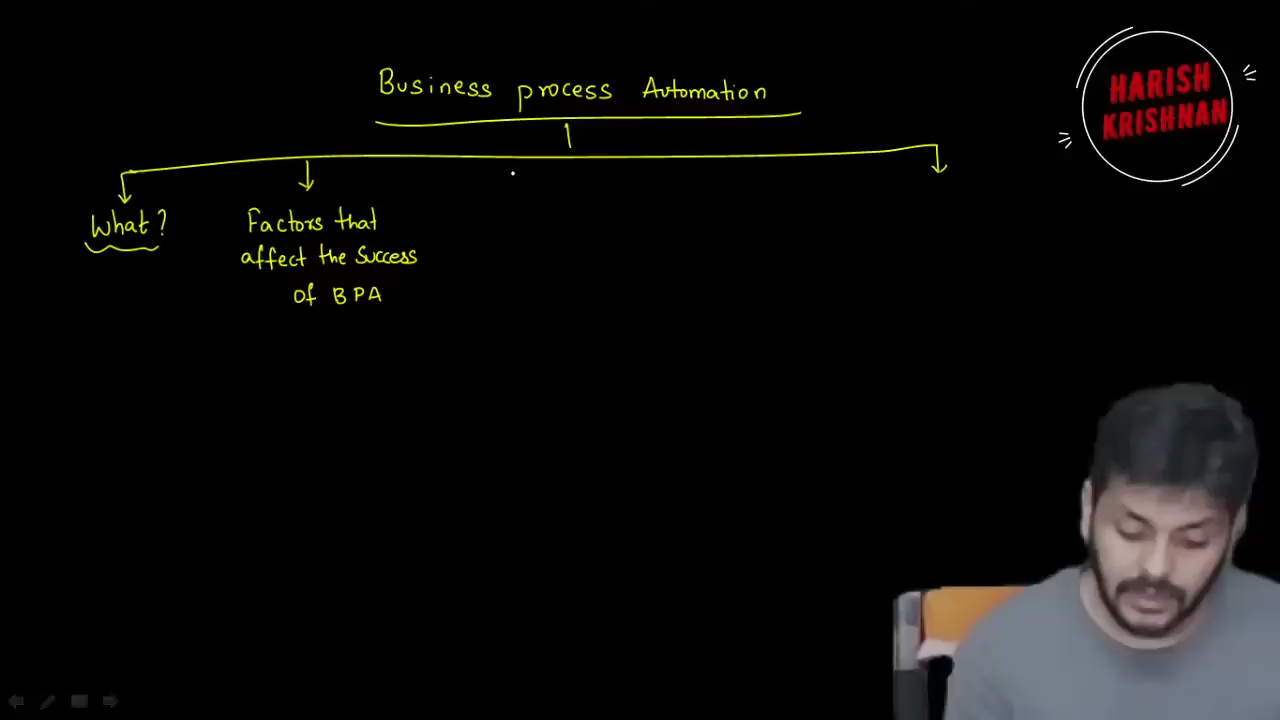 Business process Automation
HARISH
KRISHNAN
What?
Factors that
affect the Success
Of BPA